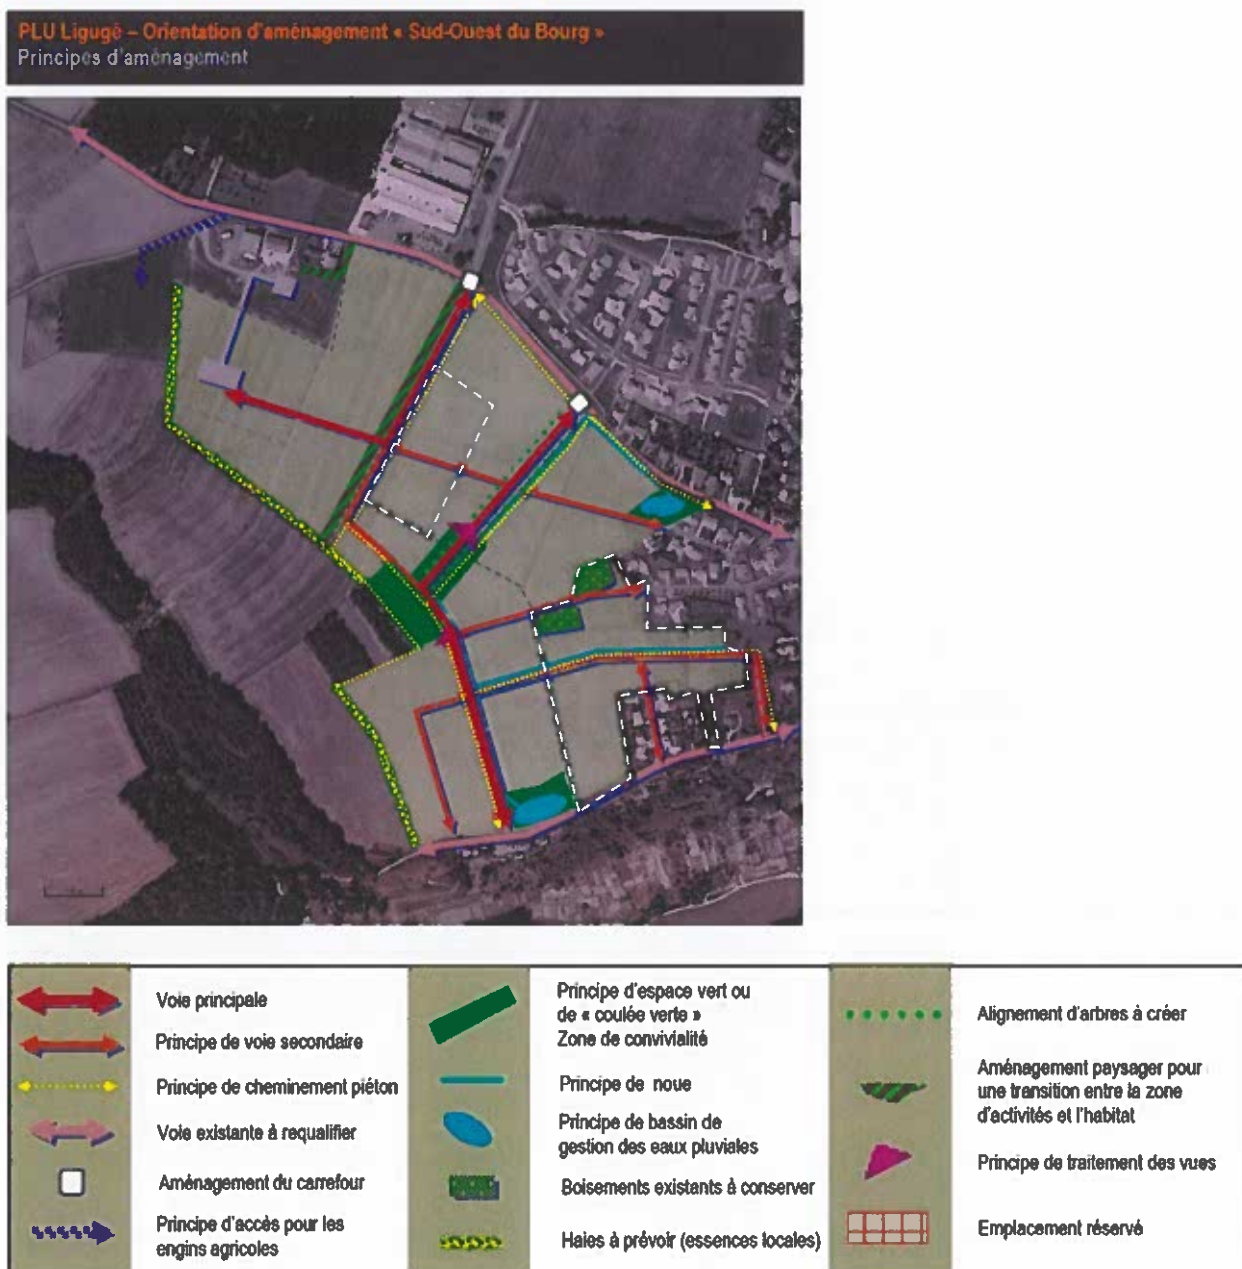 PLU Ligugé – Orientation d'aménagement « Sud-Ouest du Bourg »
Principes d'aménagement
Voie principale
Principe de voie secondaire
Principe de cheminement piéton
Voie existante à requalifier
Aménagement du carrefour
Principe d'accès pour les
engins agricoles
Principe d'espace vert ou
de « coulée verte »
Zone de convivialité
Principe de noue
Principe de bassin de
gestion des eaux pluviales
Boisements existants à conserver
Haies à prévoir (essences locales)
Alignement d'arbres à créer
Aménagement paysager pour
une transition entre la zone
d'activités et l'habitat
Principe de traitement des vues
Emplacement réservé